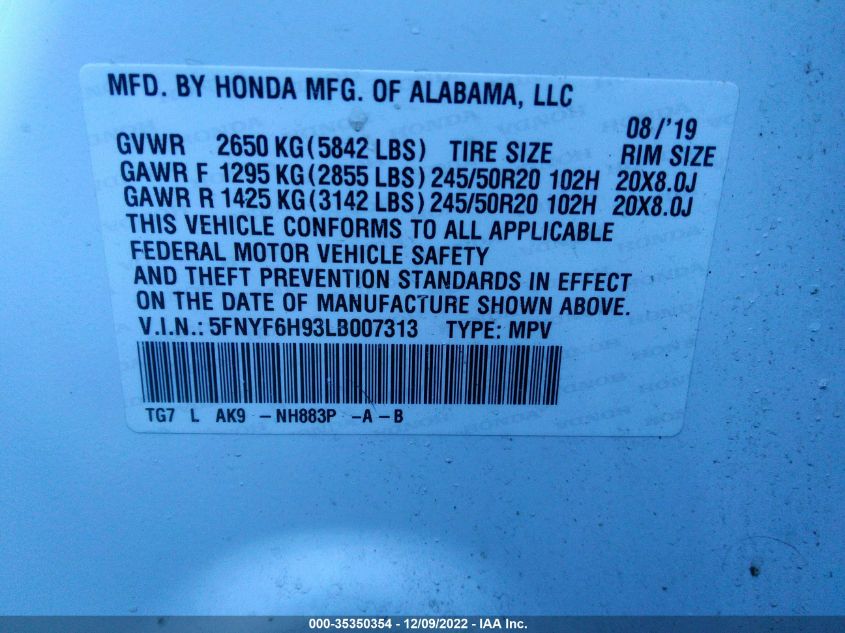 MFD. BY HONDA MFG. OF ALABAMA, LLC
08/'19
GVWR 2650 KG(5842 LBS) TIRE SIZE RIM SIZE
GAWR F 1295 KG(2855 LBS) 245/50R20 102H 20X8.0J
GAWR R 1425 KG(3142 LBS) 245/50R20 102H 20X8.0J
THIS VEHICLE CONFORMS TO ALL APPLICABLE
FEDERAL MOTOR VEHICLE SAFETY
AND THEFT PREVENTION STANDARDS IN EFFECT
ON THE DATE OF MANUFACTURE SHOWN ABOVE.
V.I.N.: 5FNYF6H93LB007313 TYPE: MPV
TG7 L AK9 -NH883P -A-B
000-35350354 - 12/09/2022 - IAA Inc.